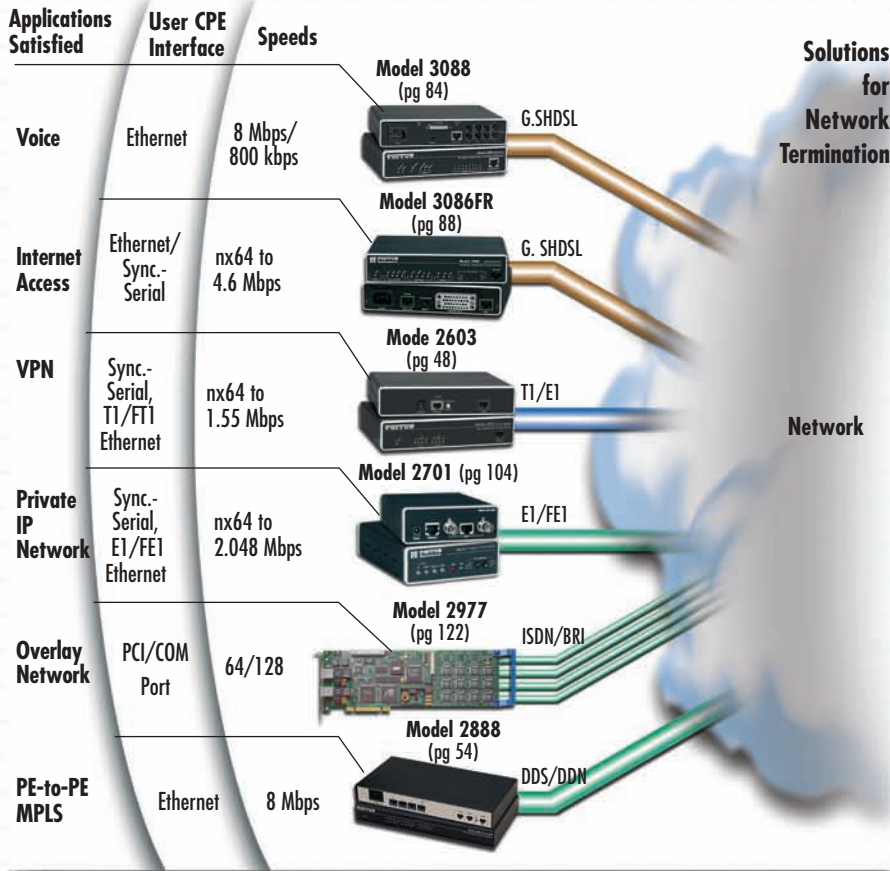 Applications
Satisfied
User CPE
Interface
Speeds
Solutions
for
Network
Termination
Voice
Ethernet
8 Mbps/
800 kbps
Model 3088
(pg 84)
G.SHDSL
Internet
Access
Ethernet/
Sync.-
Serial
nx64 to
4.6 Mbps
Model 3086FR
(pg 88)
G. SHDSL
VPN
Sync.-
Serial,
T1/FT1
Ethernet
nx64 to
1.55 Mbps
Mode 2603
(pg 48)
T1/E1
Network
Private
IP
Network
Sync.-
Serial,
E1/FE1
Ethernet
nx64 to
2.048 Mbps
Model 2701 (pg 104)
E1/FE1
Overlay
Network
PCI/COM
Port
64/128
Model 2977
(pg 122)
ISDN/BRI
PE-to-PE
MPLS
Ethernet
8 Mbps
Model 2888
(pg 54)
DDS/DDN